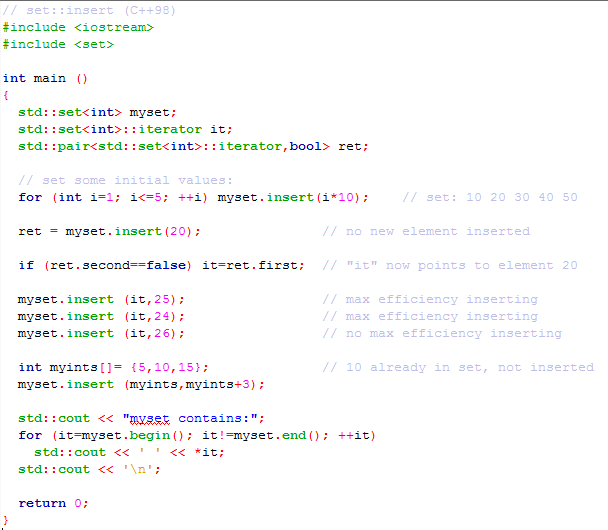 // set::insert (C++98)
#include <iostream>
#include <set>
int main ()
{
std::set<int> myset;
std::set<int>::iterator it;
std::pair<std::set<int>::iterator,bool> ret;
// set some initial values:
for (int i=1; i<=5; ++i) myset.insert(i*10);    // set: 10 20 30 40 50
ret = myset.insert(20);               // no new element inserted
if (ret.second==false) it=ret.first;  // "it" now points to element 20
myset.insert (it,25);                 // max efficiency inserting
myset.insert (it,24);                 // max efficiency inserting
myset.insert (it,26);                 // no max efficiency inserting
int myints[]= {5,10,15};              // 10 already in set, not inserted
myset.insert (myints,myints+3);
std::cout << "myset contains:";
for (it=myset.begin(); it!=myset.end(); ++it)
std::cout << ' ' << *it;
std::cout << '\n';
return 0;
}